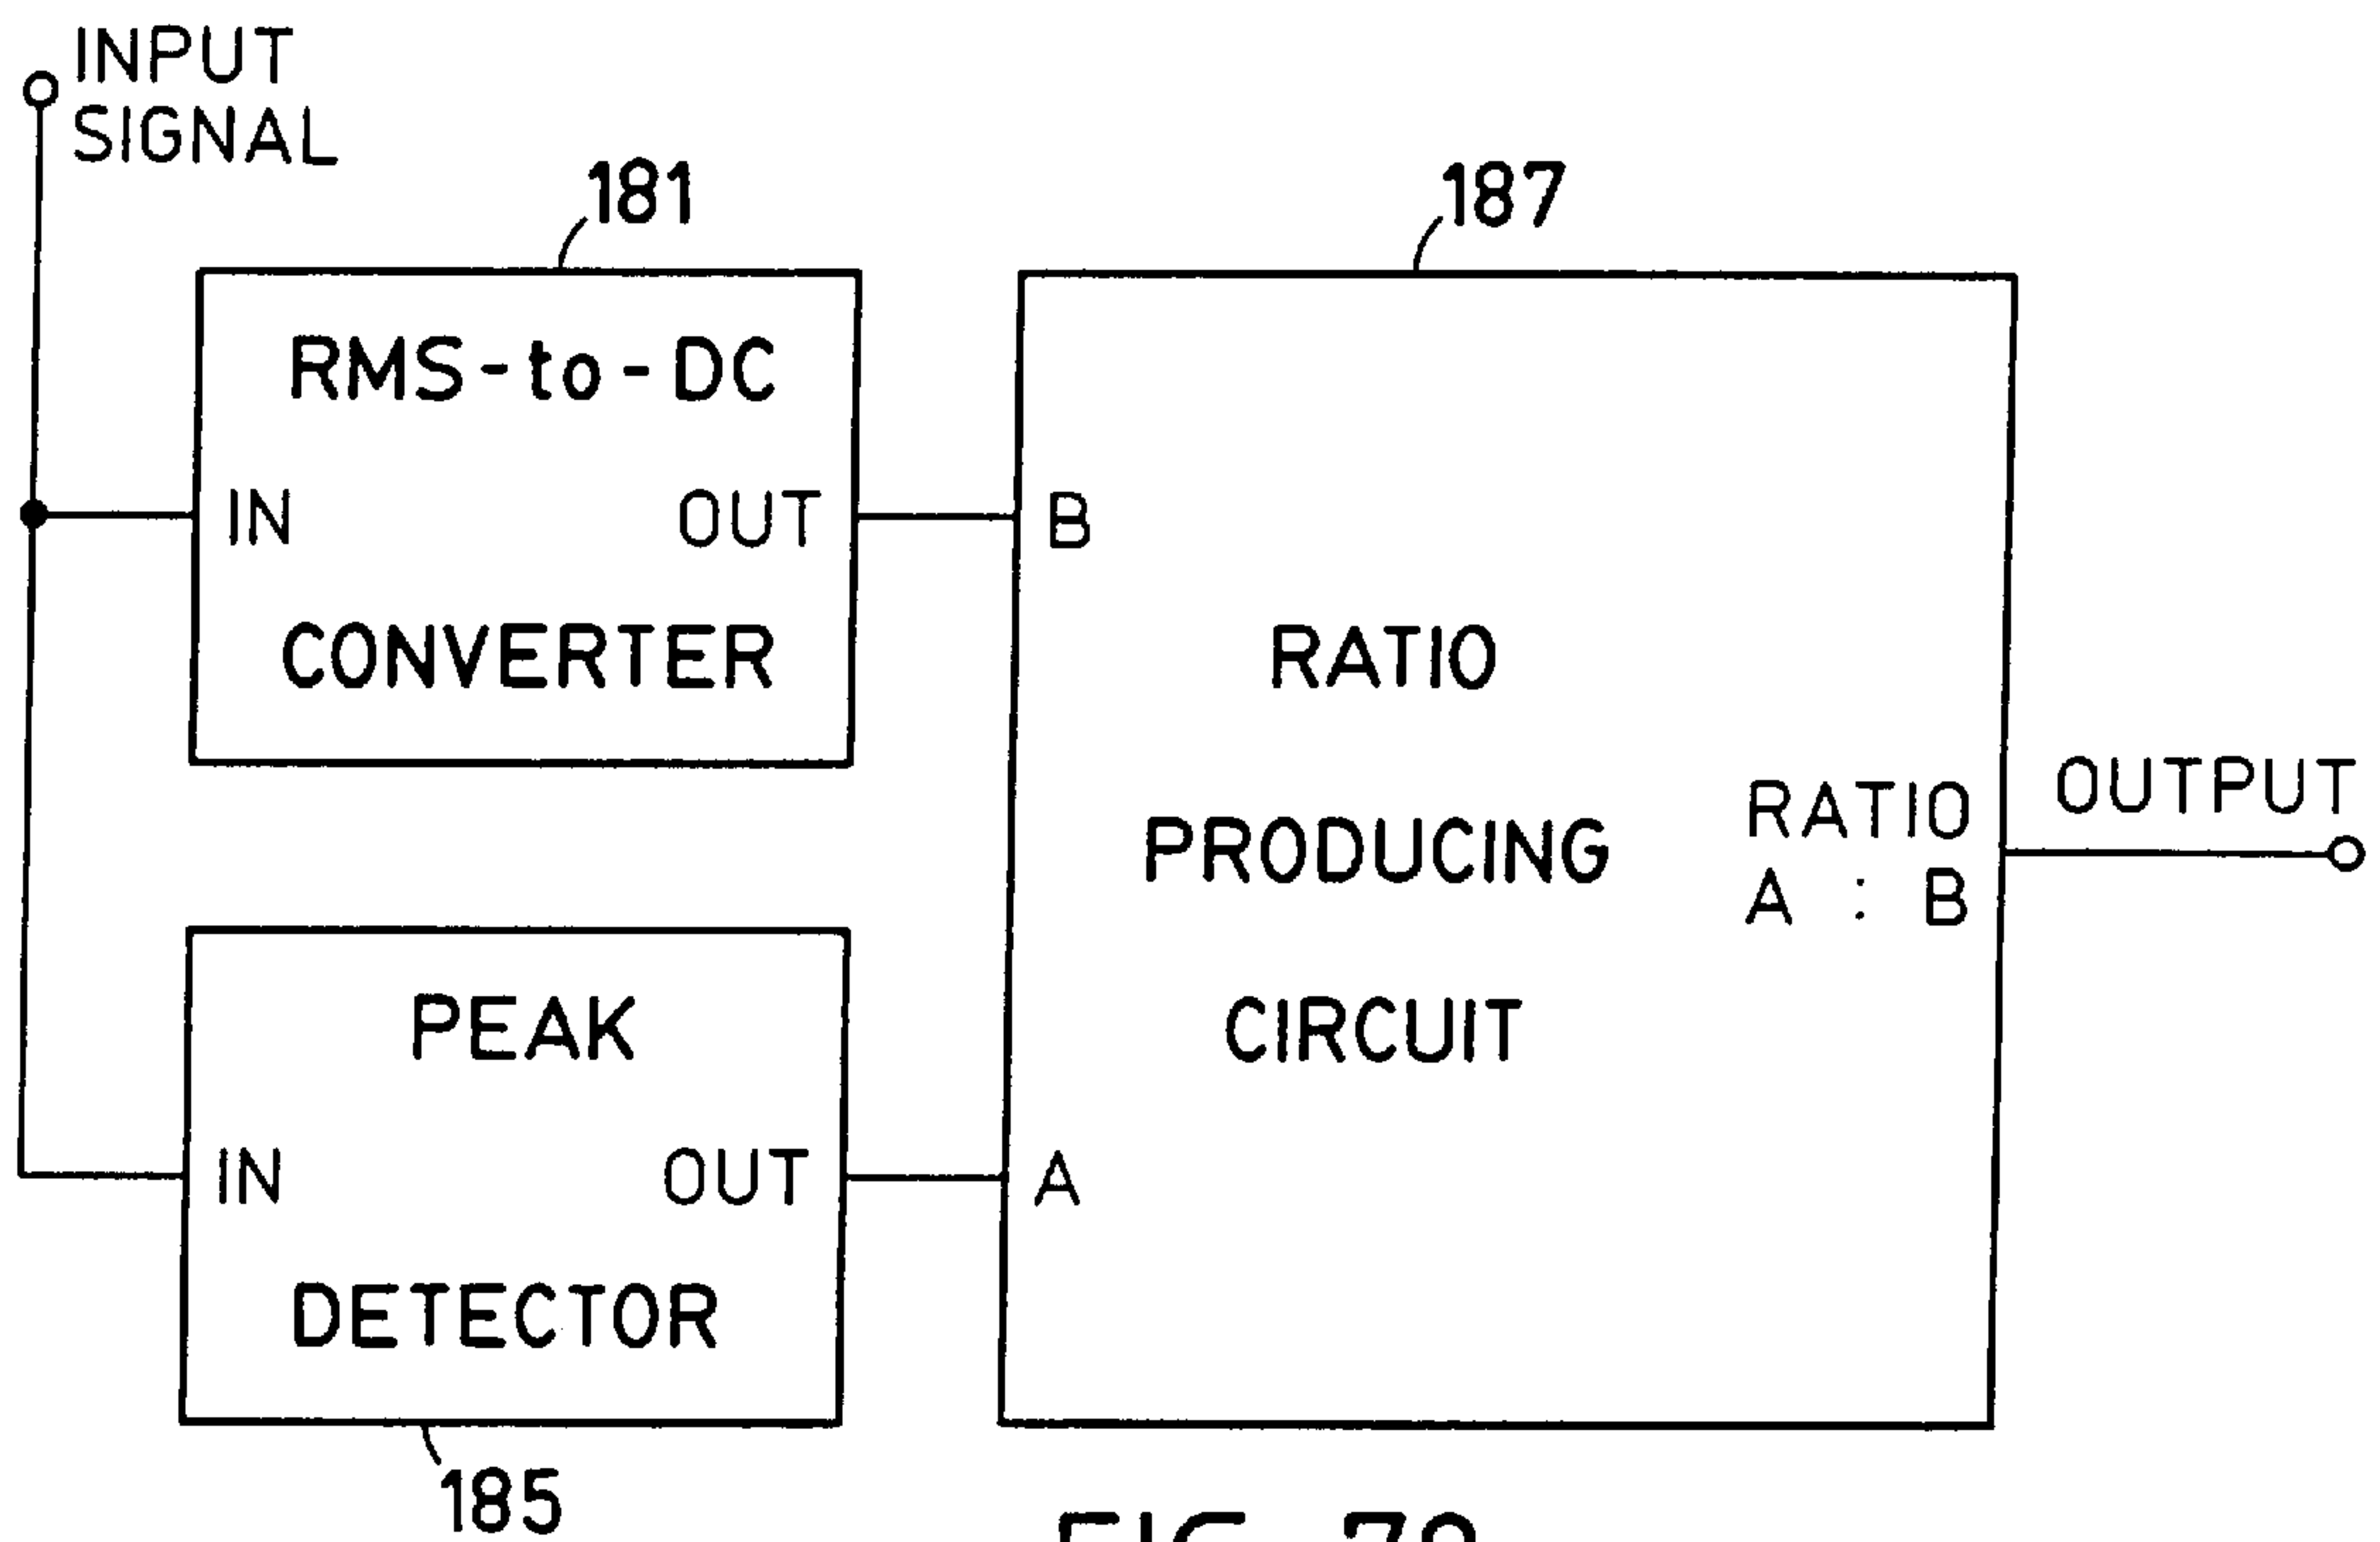 INPUT
SIGNAL
181
187
RMS-to-DC
IN
OUT
B
CONVERTER
RATIO
PRODUCING
CIRCUIT
RATIO
A : B
OUTPUT
PEAK
IN
OUT
A
DETECTOR
185